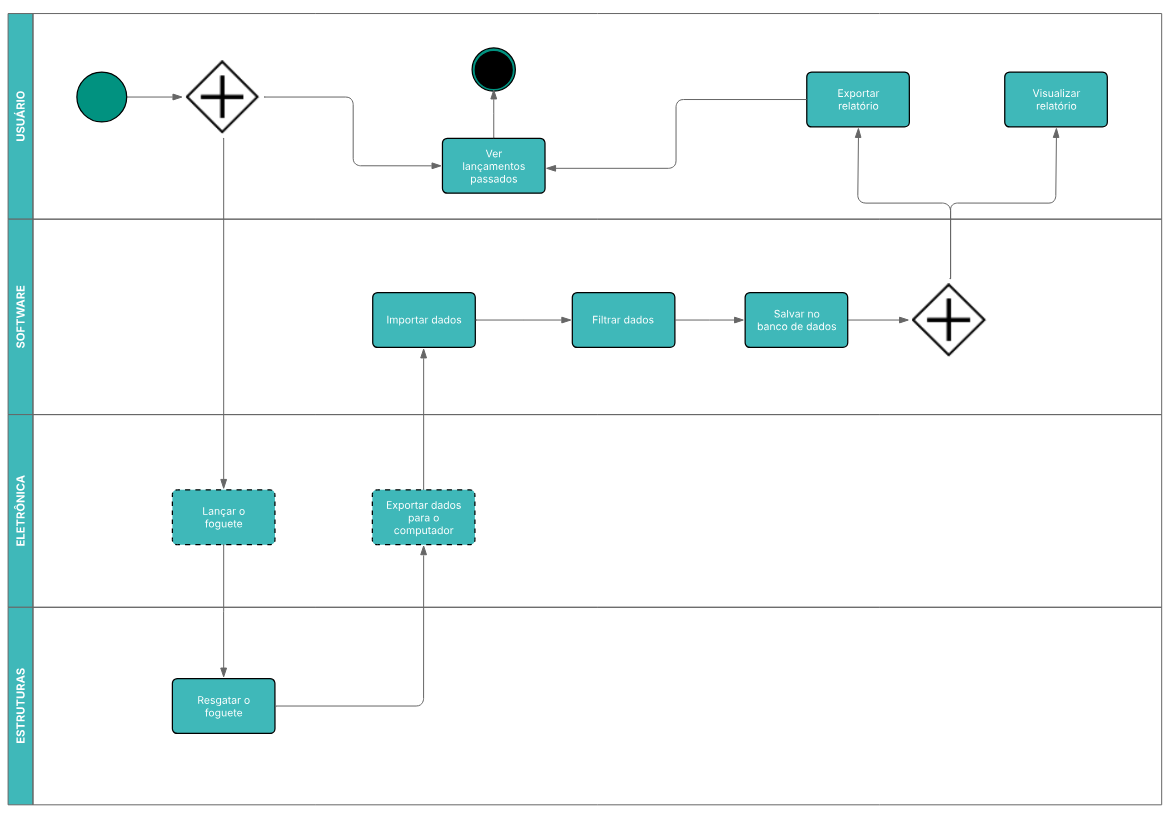 USUÁRIO
Ver
lançamentos
passados
Exportar
relatório
Visualizar
relatório
SOFTWARE
Importar dados
Filtrar dados
Salvar no
banco de dados
ELETRÔNICA
Lançar o
foguete
Exportar dados
para o
computador
ESTRUTURAS
Resgatar o
foguete